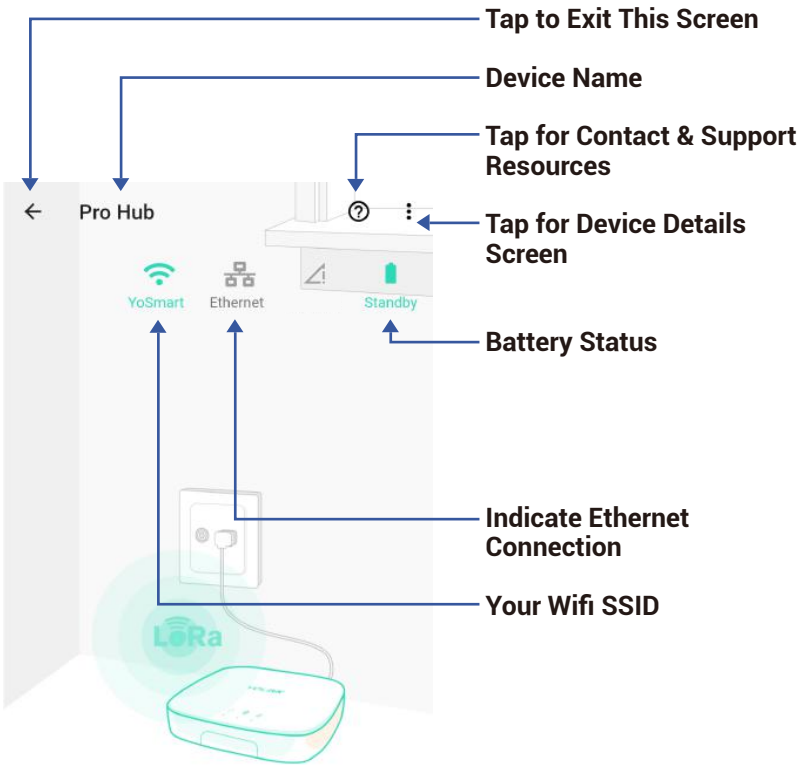 Tap to Exit This Screen
Device Name
Tap for Contact & Support
Resources
Pro Hub
Tap for Device Details
Screen
YoSmart
Ethernet
Standby
Battery Status
Indicate Ethernet
Connection
Your Wifi SSID
LoRa
YOLINK